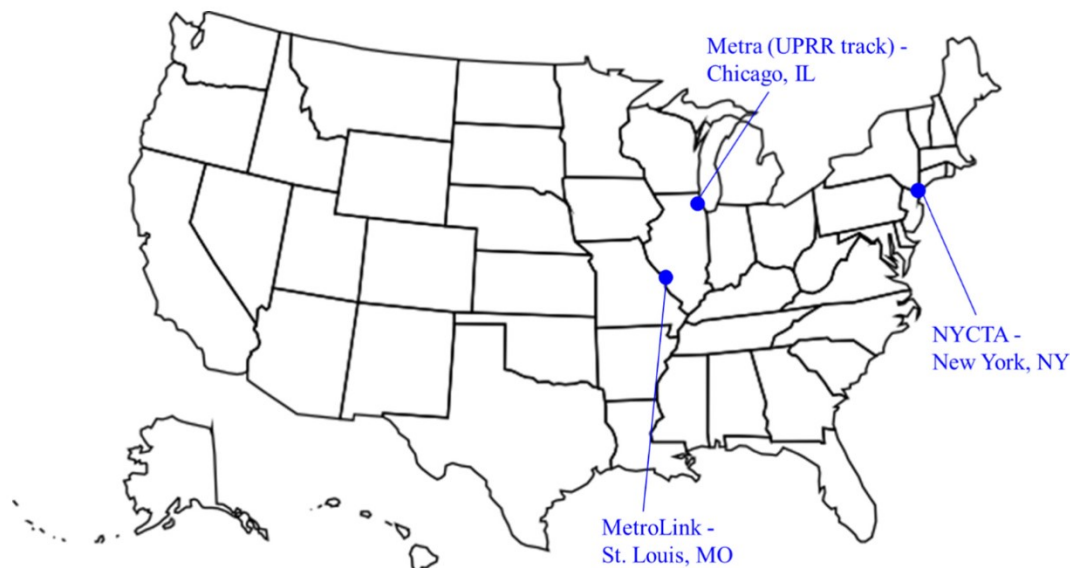 Metra (UPRR track) -
Chicago, IL
NYCTA -
New York, NY
MetroLink -
St. Louis, MO